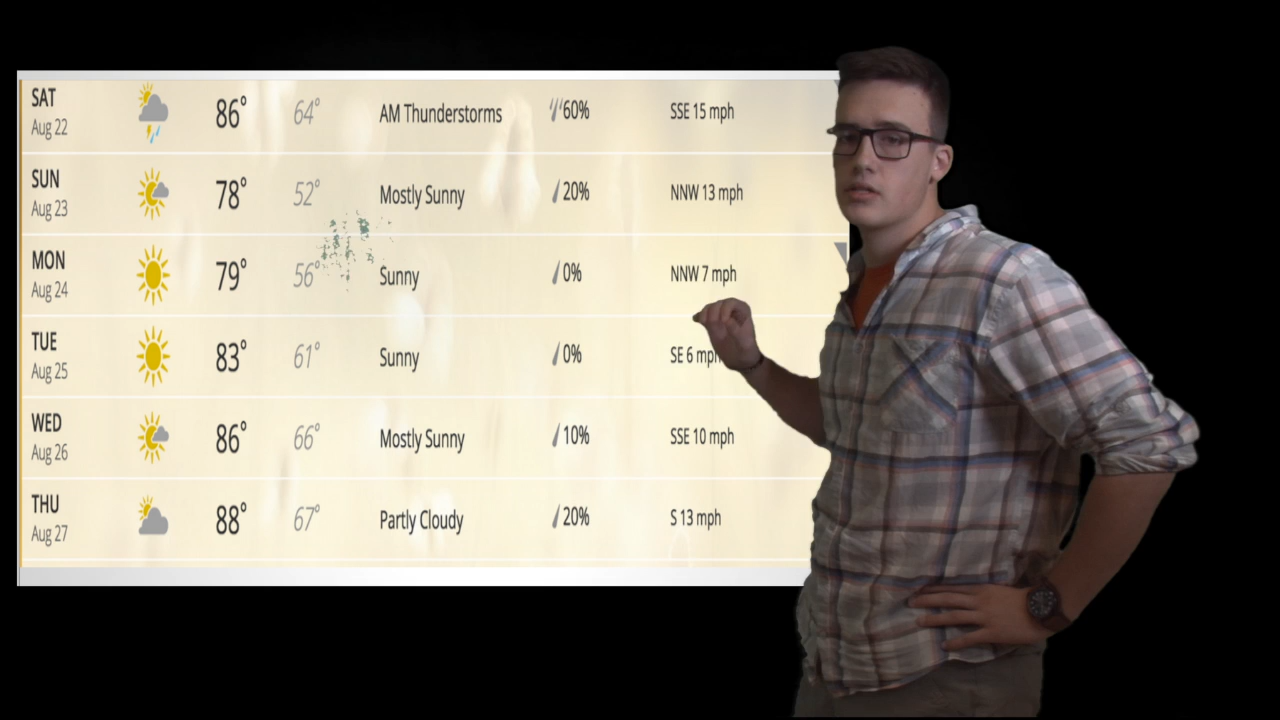 SAT
Aug 22
86° 64° AM Thunderstorms 60% SSE 15 mph
SUN
Aug 23
78° 52° Mostly Sunny 20% NNW 13 mph
MON
Aug 24
79° 56° Sunny 0% NNW 7 mph
TUE
Aug 25
83° 61° Sunny 0% SE 6 mph
WED
Aug 26
86° 66° Mostly Sunny 10% SSE 10 mph
THU
Aug 27
88° 67° Partly Cloudy 20% S 13 mph